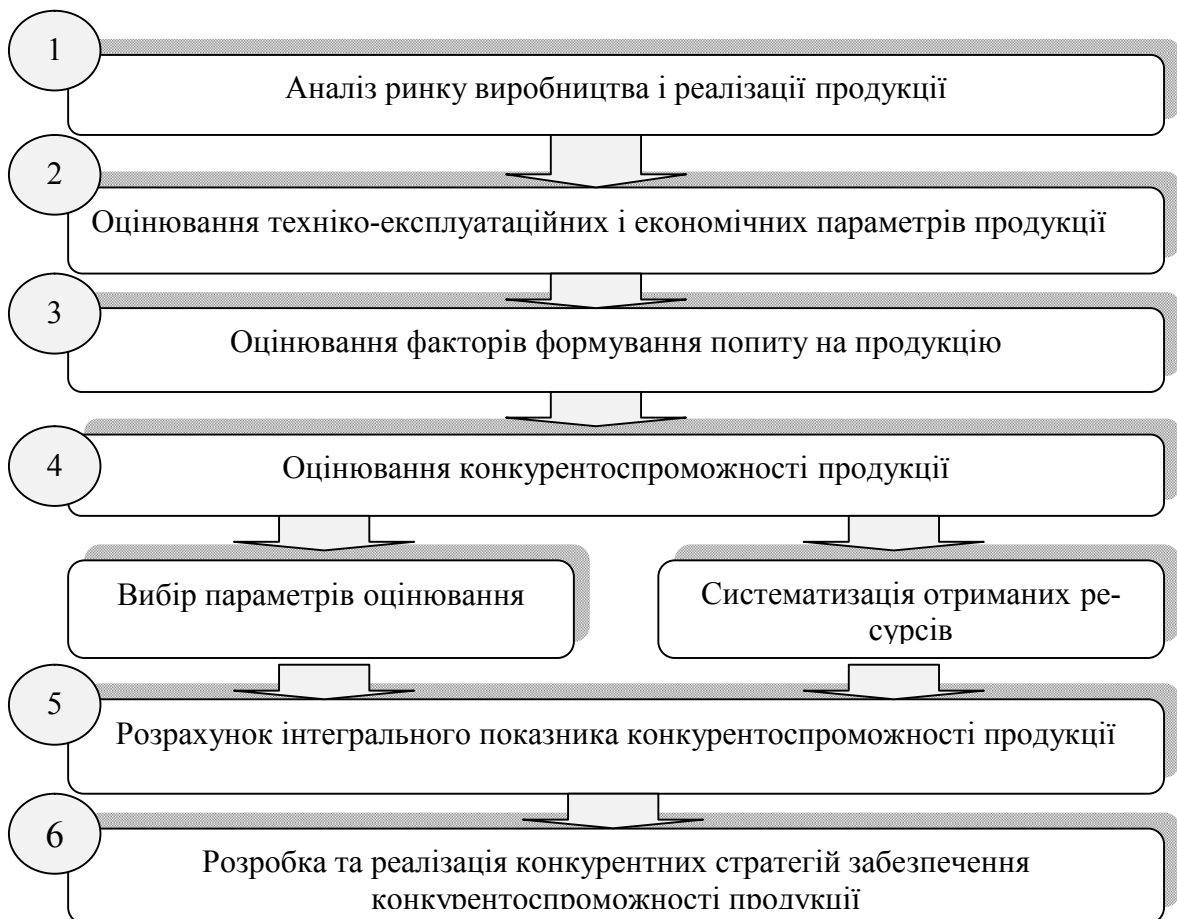 1
Аналіз ринку виробництва і реалізації продукції
2
Оцінювання техніко-експлуатаційних і економічних параметрів продукції
3
Оцінювання факторів формування попиту на продукцію
4
Оцінювання конкурентоспроможності продукції
Вибір параметрів оцінювання
Систематизація отриманих ре-
сурсів
5
Розрахунок інтегрального показника конкурентоспроможності продукції
6
Розробка та реалізація конкурентних стратегій забезпечення
конкурентоспроможності продукції